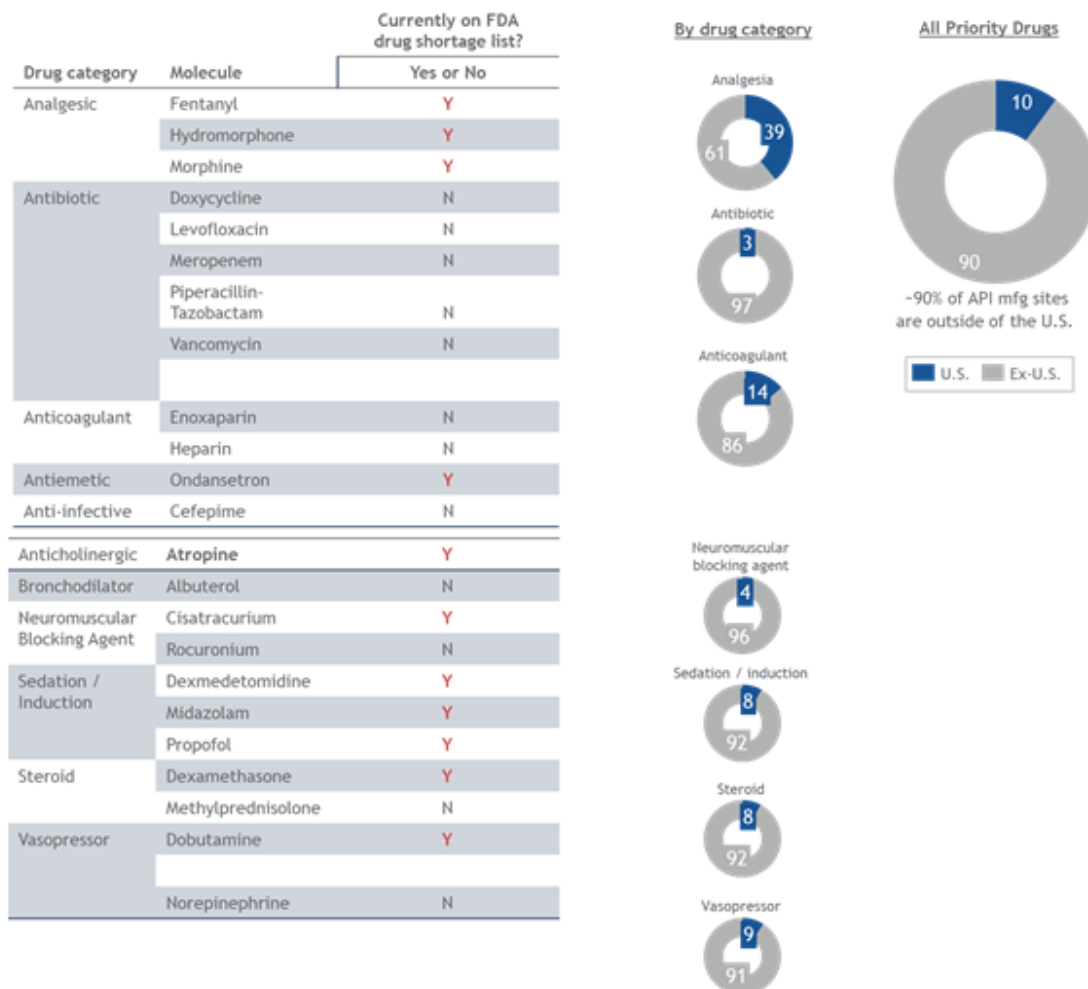 Currently on FDA
drug shortage list?
Drug category Molecule Yes or No
Analgesic Fentanyl Y
Hydromorphone Y
Morphine Y
Antibiotic Doxycycline N
Levofloxacin N
Meropenem N
Piperacillin-
Tazobactam N
Vancomycin N
Anticoagulant Enoxaparin N
Heparin N
Antiemetic Ondansetron Y
Anti-infective Cefepime N
Anticholinergic Atropine Y
Bronchodilator Albuterol N
Neuromuscular Cisatracurium Y
Blocking Agent
Rocuronium N
Sedation / Dexmedetomidine Y
Induction
Midazolam Y
Propofol Y
Steroid Dexamethasone Y
Methylprednisolone N
Vasopressor Dobutamine Y
Norepinephrine N
By drug category
Analgesia
39
61
Antibiotic
3
97
Anticoagulant
14
86
Neuromuscular
blocking agent
4
96
Sedation / induction
8
92
Steroid
8
92
Vasopressor
9
91
All Priority Drugs
10
90
~90% of API mfg sites
are outside of the U.S.
U.S. Ex-U.S.